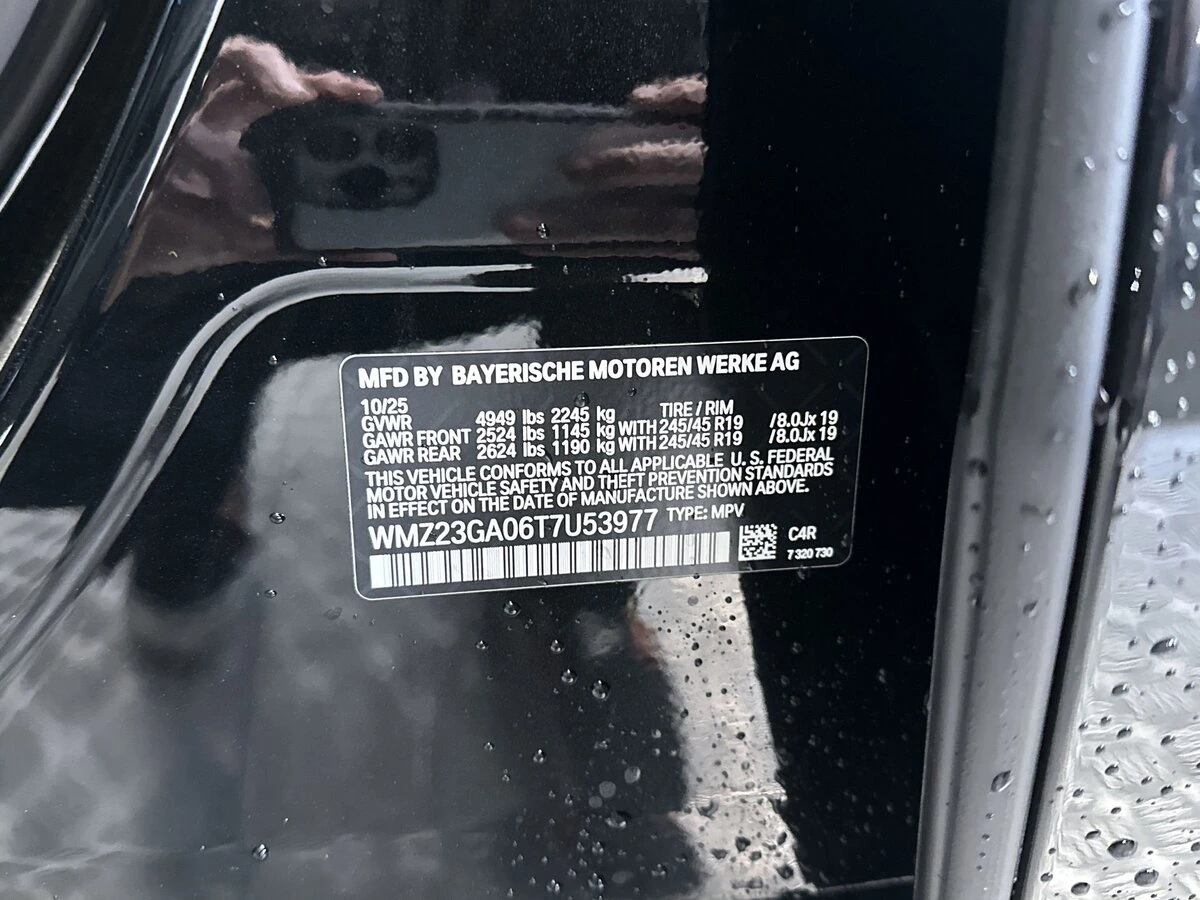 MFD BY BAYERISCHE MOTOREN WERKE AG
10/25
GVWR 4949 lbs 2245 kg TIRE / RIM
GAWR FRONT 2524 lbs 1145 kg WITH 245/45 R19 /8.0Jx 19
GAWR REAR 2624 lbs 1190 kg WITH 245/45 R19 /8.0Jx 19
THIS VEHICLE CONFORMS TO ALL APPLICABLE U. S. FEDERAL
MOTOR VEHICLE SAFETY AND THEFT PREVENTION STANDARDS
IN EFFECT ON THE DATE OF MANUFACTURE SHOWN ABOVE.
WMZ23GA06T7U53977 TYPE: MPV
C4R
7 320 730